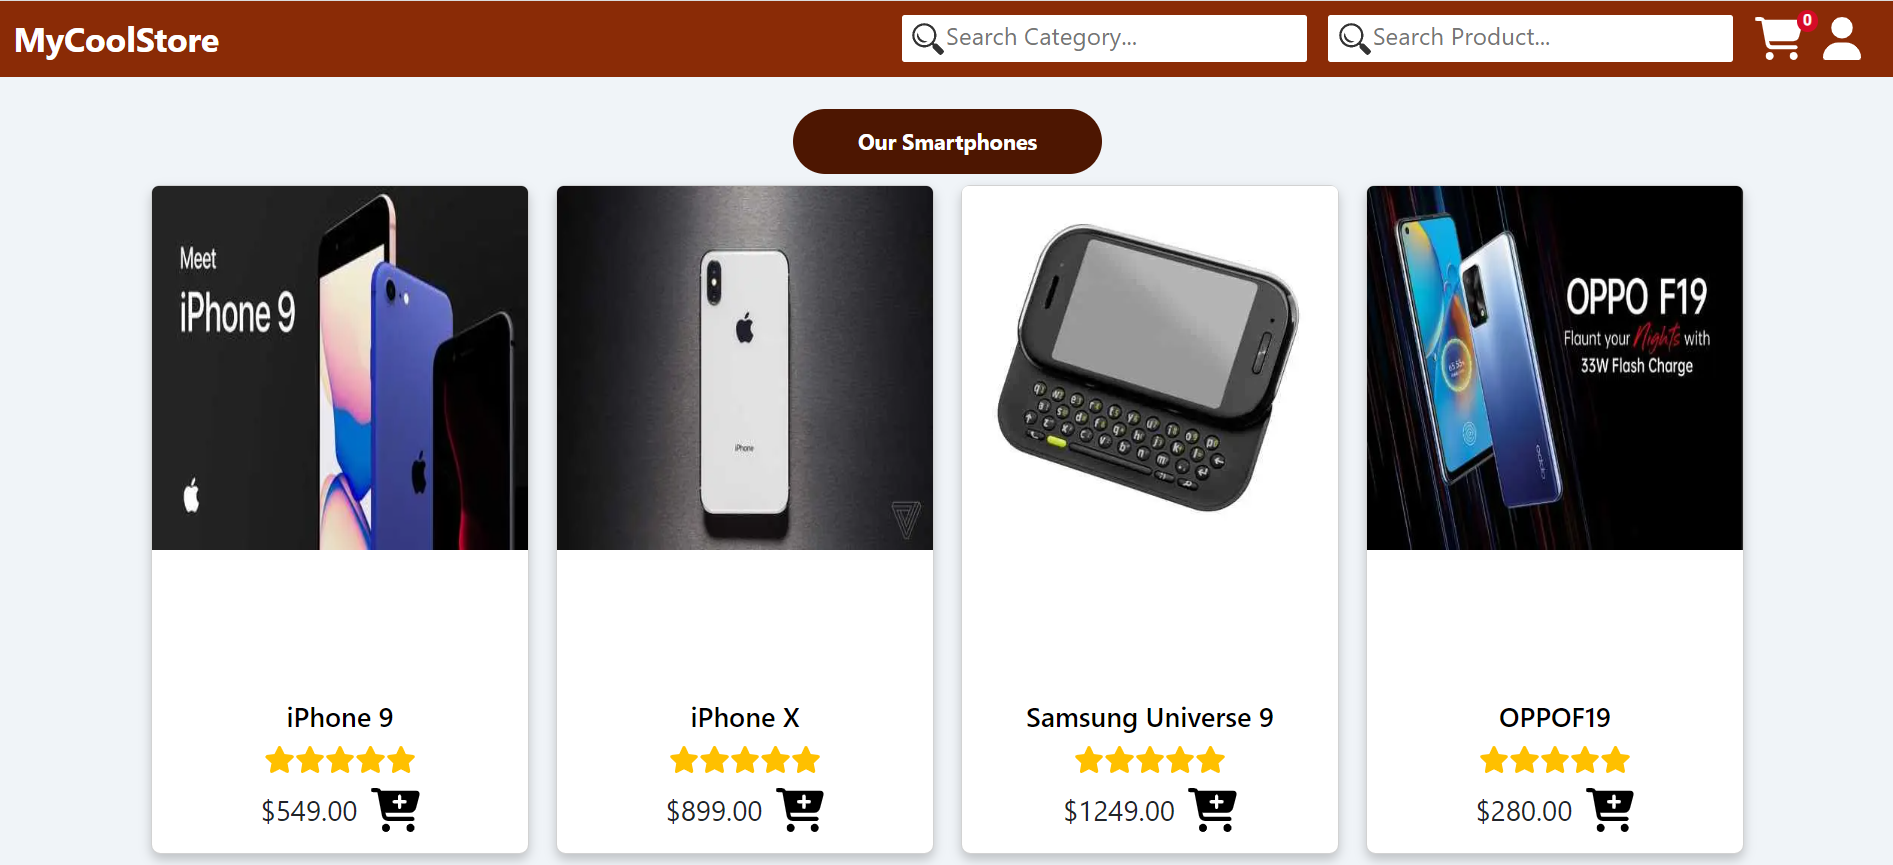 MyCoolStore
Search Category...
Search Product...
0
Our Smartphones
Meet
iPhone 9
iPhone
OPPO F19
Flaunt your Nights with
33W Flash Charge
iPhone 9
iPhone X
Samsung Universe 9
OPPOF19
$549.00
$899.00
$1249.00
$280.00